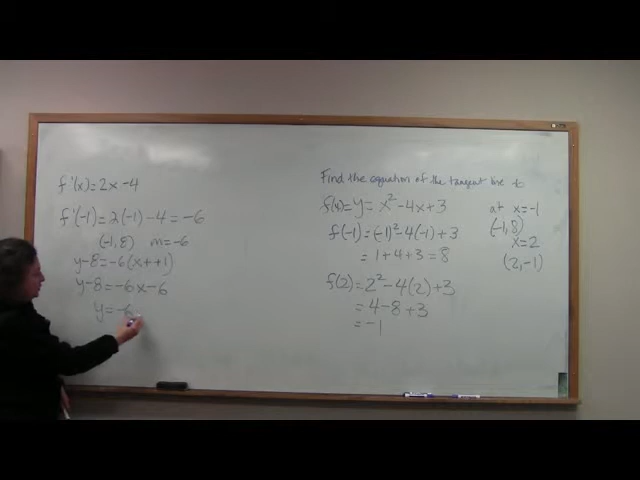 f'(x)=2x-4
f'(-1)=2(-1)-4=-6
(-1,8) m=-6
y-8=-6(x-+1)
y-8=-6x-6
y=-6
Find the equation of the tangent line to
f(x)=y=x²-4x+3
at x=-1
f(-1)=(-1)²-4(-1)+3
(-1,8)
=1+4+3=8
x=2
(2,-1)
f(2)=2²-4(2)+3
=4-8+3
=-1